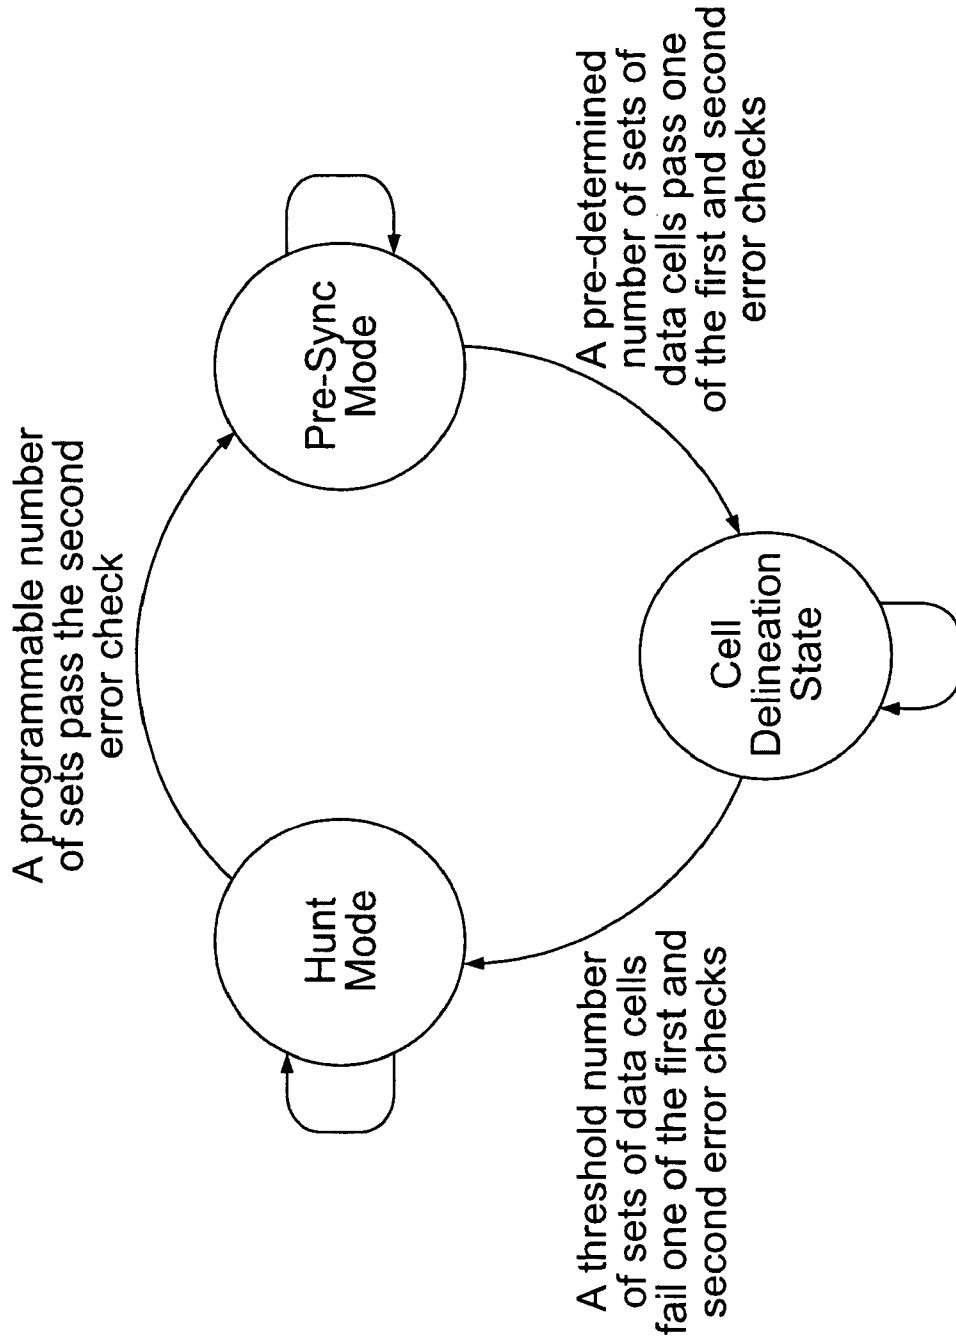 A programmable number
of sets pass the second
error check
Hunt
Mode
Pre-Sync
Mode
A threshold number
of sets of data cells
fail one of the first and
second error checks
Cell
Delineation
State
A pre-determined
number of sets of
data cells pass one
of the first and second
error checks